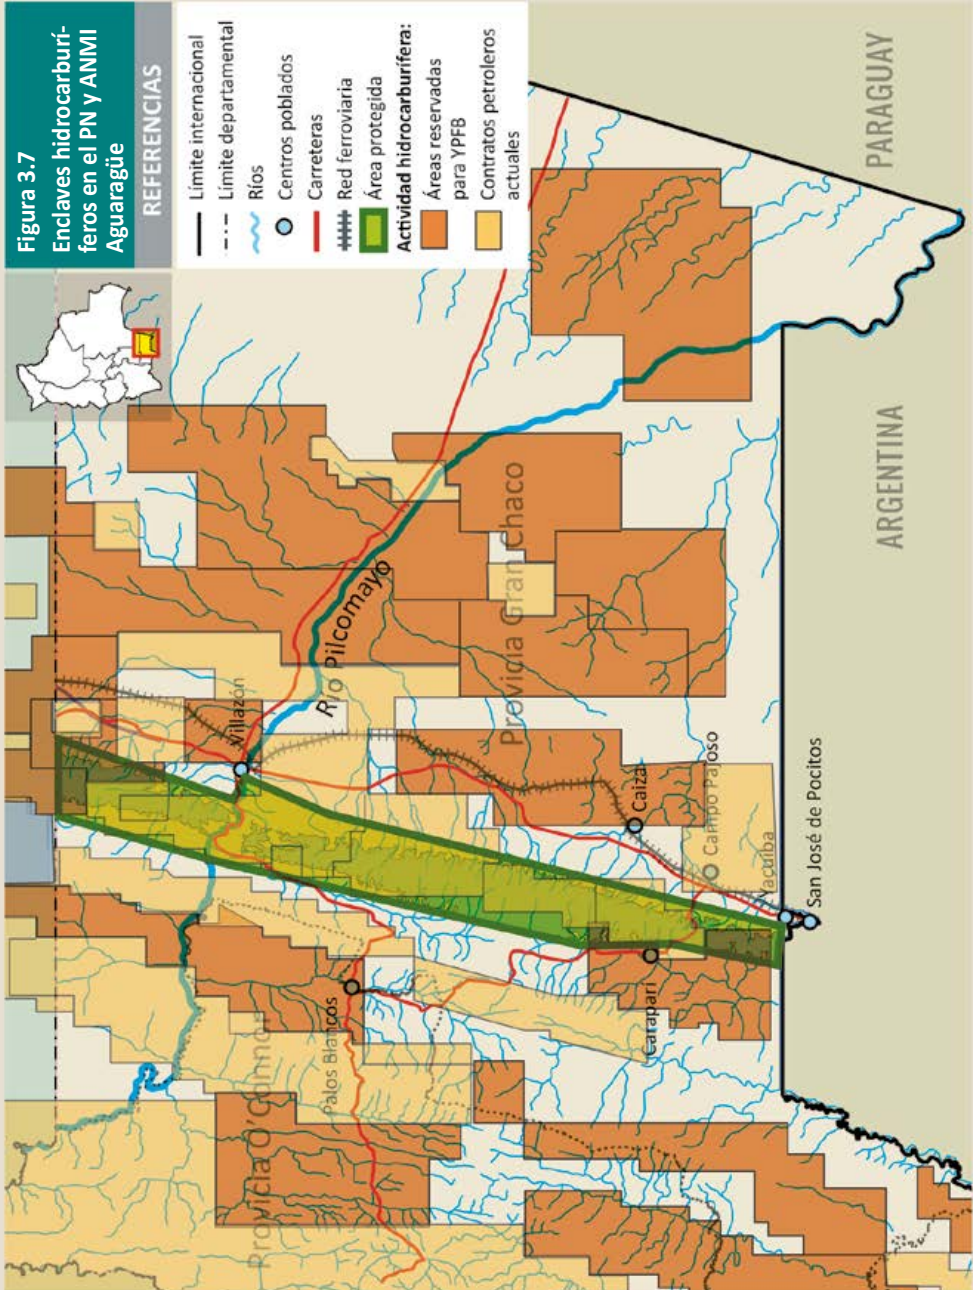 Figura 3.7
Enclaves hidrocarburí-
feros en el PN y ANMI
Aguaragüe
REFERENCIAS
Límite internacional
Límite departamental
Ríos
Centros poblados
Carreteras
Red ferroviaria
Área protegida
Actividad hidrocarburífera:
Áreas reservadas
para YPFB
Contratos petroleros
actuales
PARAGUAY
ARGENTINA
Provicia Gran Chaco
Río Pilcomayo
Villazón
Provicia O'Connor
Palos Blancos
Caiza
Campo Pajoso
Carapari
Yacuiba
San José de Pocitos